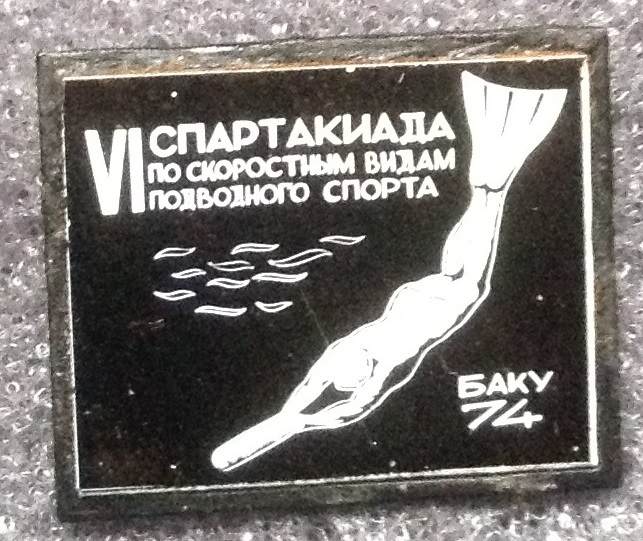 VI СПАРТАКИАДА
ПО СКОРОСТНЫМ ВИДАМ
ПОДВОДНОГО СПОРТА
БАКУ
74